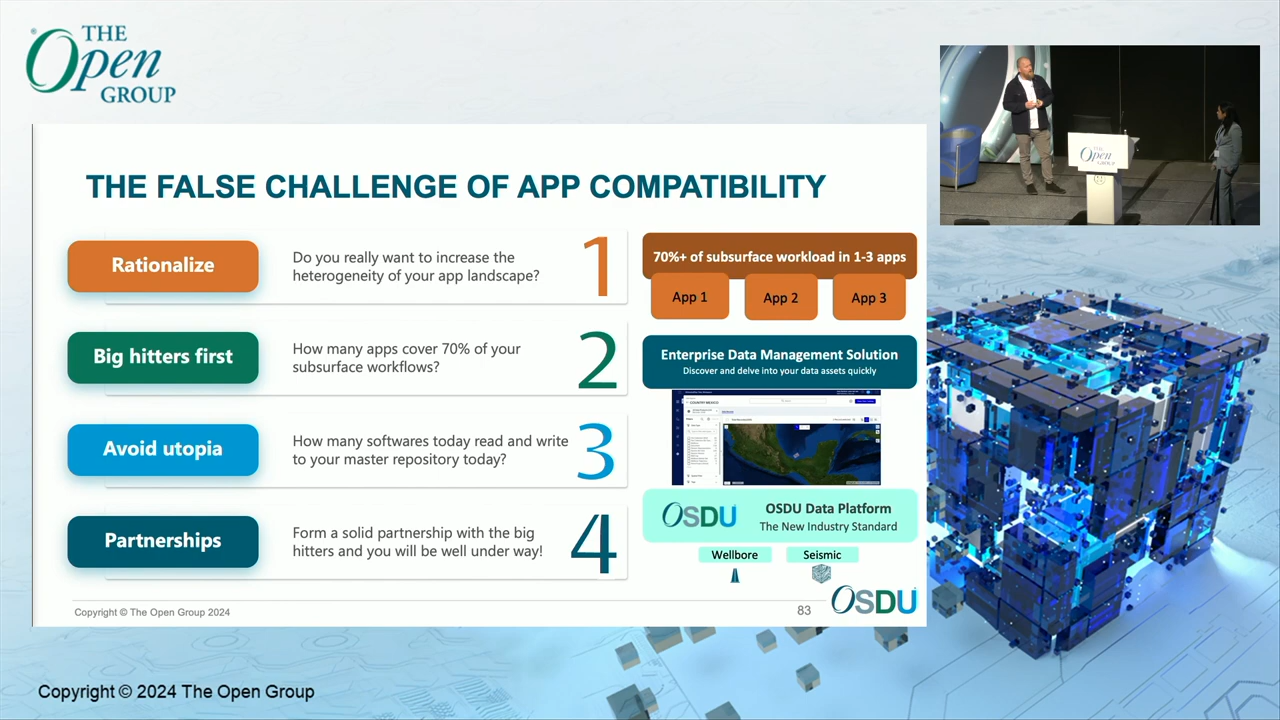 THE
Open
GROUP
THE FALSE CHALLENGE OF APP COMPATIBILITY
Rationalize
Do you really want to increase the
heterogeneity of your app landscape?
1
Big hitters first
How many apps cover 70% of your
subsurface workflows?
2
Avoid utopia
How many softwares today read and write
to your master repository today?
3
Partnerships
Form a solid partnership with the big
hitters and you will be well under way!
4
70%+ of subsurface workload in 1-3 apps
App 1
App 2
App 3
Enterprise Data Management Solution
Discover and delve into your data assets quickly
COUNTRY MEXICO
OSDU
OSDU Data Platform
The New Industry Standard
Wellbore
Seismic
Copyright © The Open Group 2024
83
OSDU
THE
Open
GROUP
Copyright © 2024 The Open Group